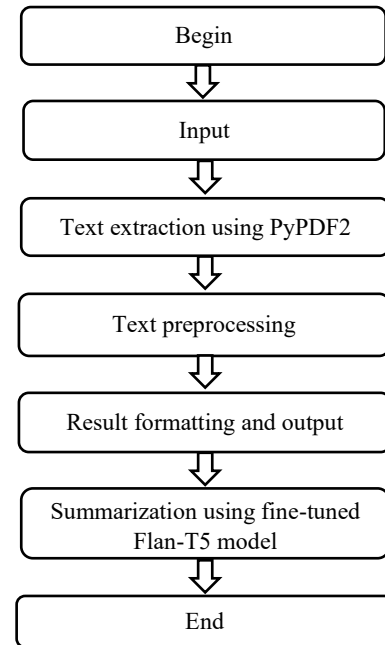 Begin
Input
Text extraction using PyPDF2
Text preprocessing
Result formatting and output
Summarization using fine-tuned
Flan-T5 model
End